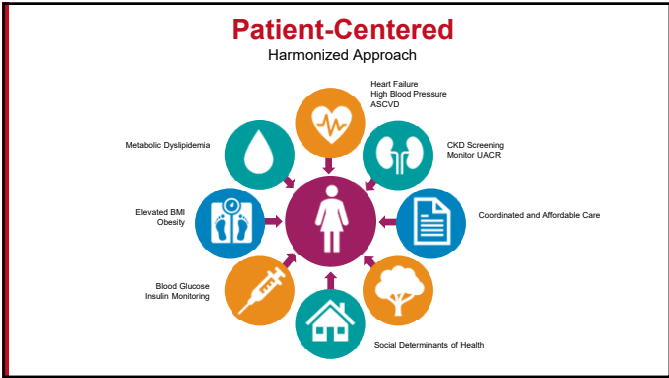 Patient-Centered
Harmonized Approach
Heart Failure
High Blood Pressure
ASCVD
Metabolic Dyslipidemia
CKD Screening
Monitor UACR
Elevated BMI
Obesity
Coordinated and Affordable Care
Blood Glucose
Insulin Monitoring
Social Determinants of Health